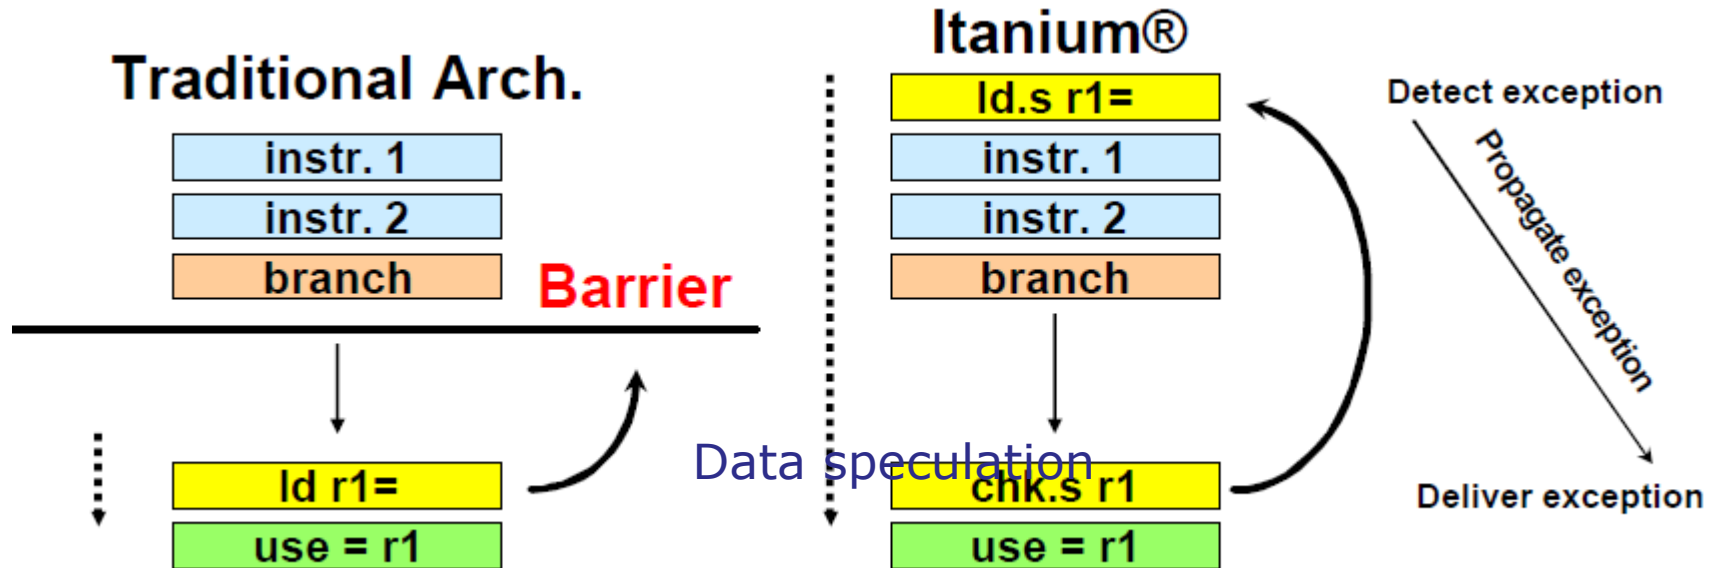 Traditional Arch.
instr. 1
instr. 2
branch
Barrier
ld r1=
use = r1
Itanium®
ld.s r1=
instr. 1
instr. 2
branch
Data speculation
chk.s r1
use = r1
Detect exception
Propagate exception
Deliver exception